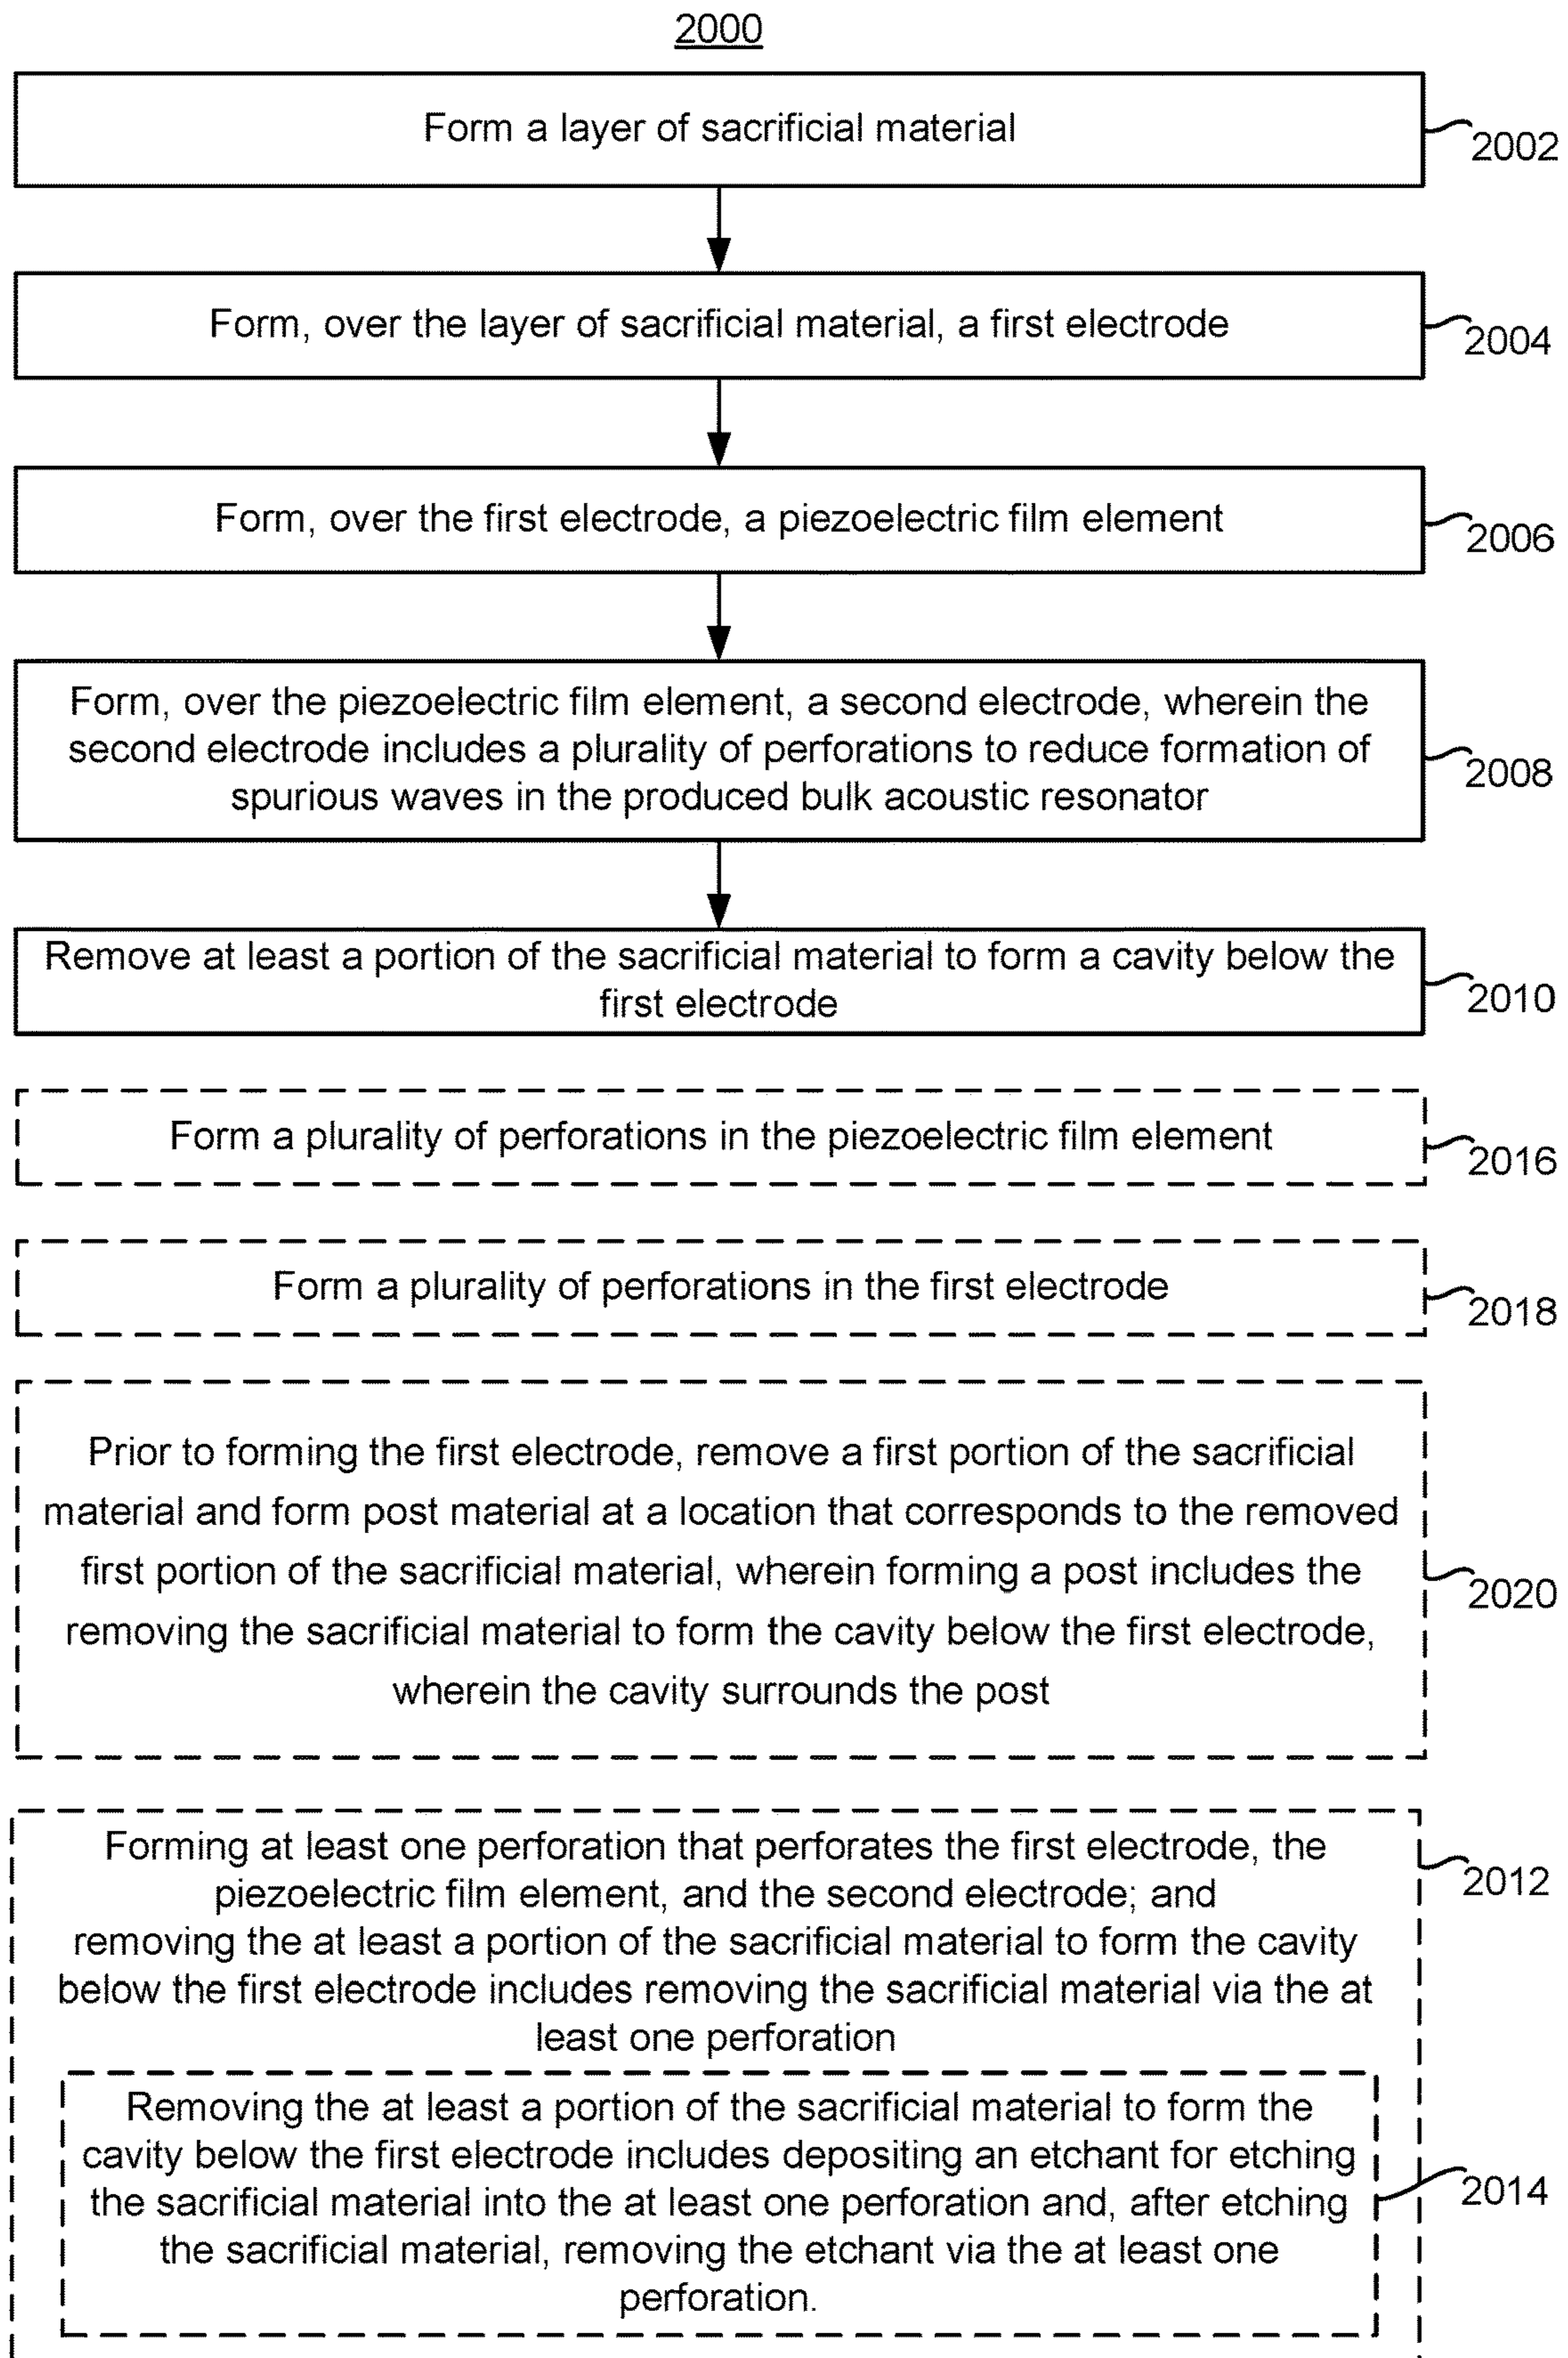 2000
Form a layer of sacrificial material
2002
Form, over the layer of sacrificial material, a first electrode
2004
Form, over the first electrode, a piezoelectric film element
2006
Form, over the piezoelectric film element, a second electrode, wherein the
second electrode includes a plurality of perforations to reduce formation of
spurious waves in the produced bulk acoustic resonator
2008
Remove at least a portion of the sacrificial material to form a cavity below the
first electrode
2010
Form a plurality of perforations in the piezoelectric film element
2016
Form a plurality of perforations in the first electrode
2018
Prior to forming the first electrode, remove a first portion of the sacrificial
material and form post material at a location that corresponds to the removed
first portion of the sacrificial material, wherein forming a post includes the
removing the sacrificial material to form the cavity below the first electrode,
wherein the cavity surrounds the post
2020
Forming at least one perforation that perforates the first electrode, the
piezoelectric film element, and the second electrode; and
removing the at least a portion of the sacrificial material to form the cavity
below the first electrode includes removing the sacrificial material via the at
least one perforation
2012
Removing the at least a portion of the sacrificial material to form the
cavity below the first electrode includes depositing an etchant for etching
the sacrificial material into the at least one perforation and, after etching
the sacrificial material, removing the etchant via the at least one
perforation.
2014